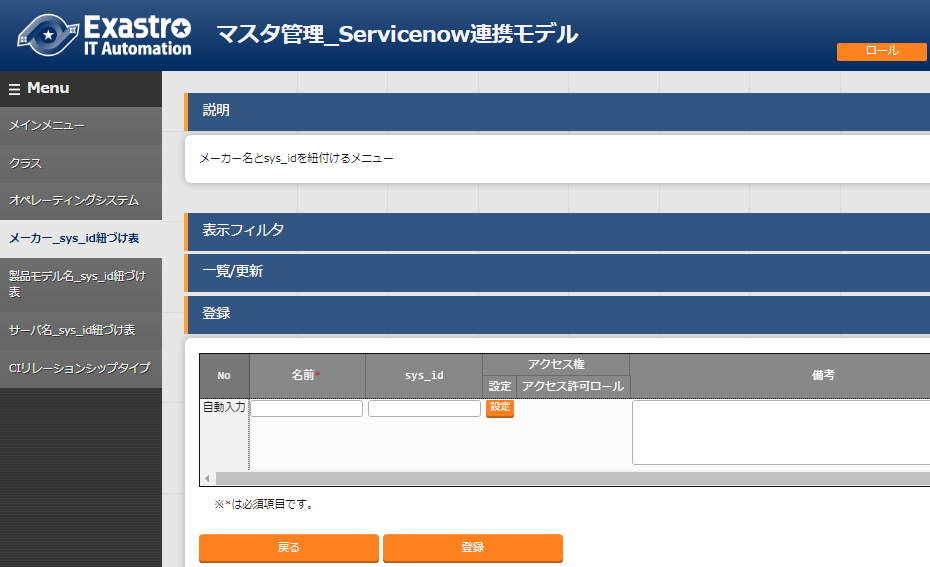 Exastro
IT Automation
マスタ管理_Servicenow連携モデル
ロール
Menu
メインメニュー
クラス
オペレーティングシステム
メーカー_sys_id紐づけ表
製品モデル名_sys_id紐づけ
表
サーバ名_sys_id紐づけ表
CIリレーションシップタイプ
説明
メーカー名とsys_idを紐付けるメニュー
表示フィルタ
一覧/更新
登録
No
名前*
sys_id
アクセス権
設定
アクセス許可ロール
備考
自動入力
設定
※*は必須項目です。
戻る
登録